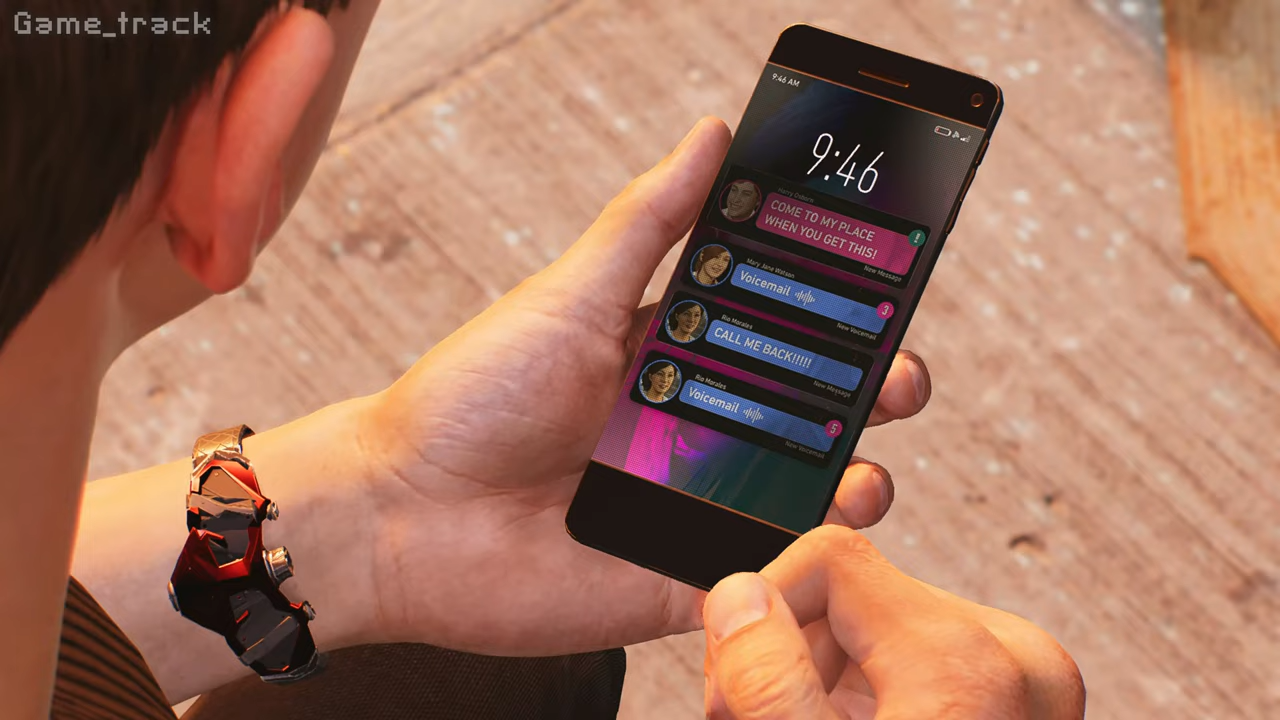 Game_track
9:46 AM
9:46
Harry Osborn
COME TO MY PLACE
WHEN YOU GET THIS!
!
New Message
Mary Jane Watson
Voicemail
3
New Voicemail
Rio Morales
CALL ME BACK!!!!!
New Message
Rio Morales
Voicemail
5
New Voicemail